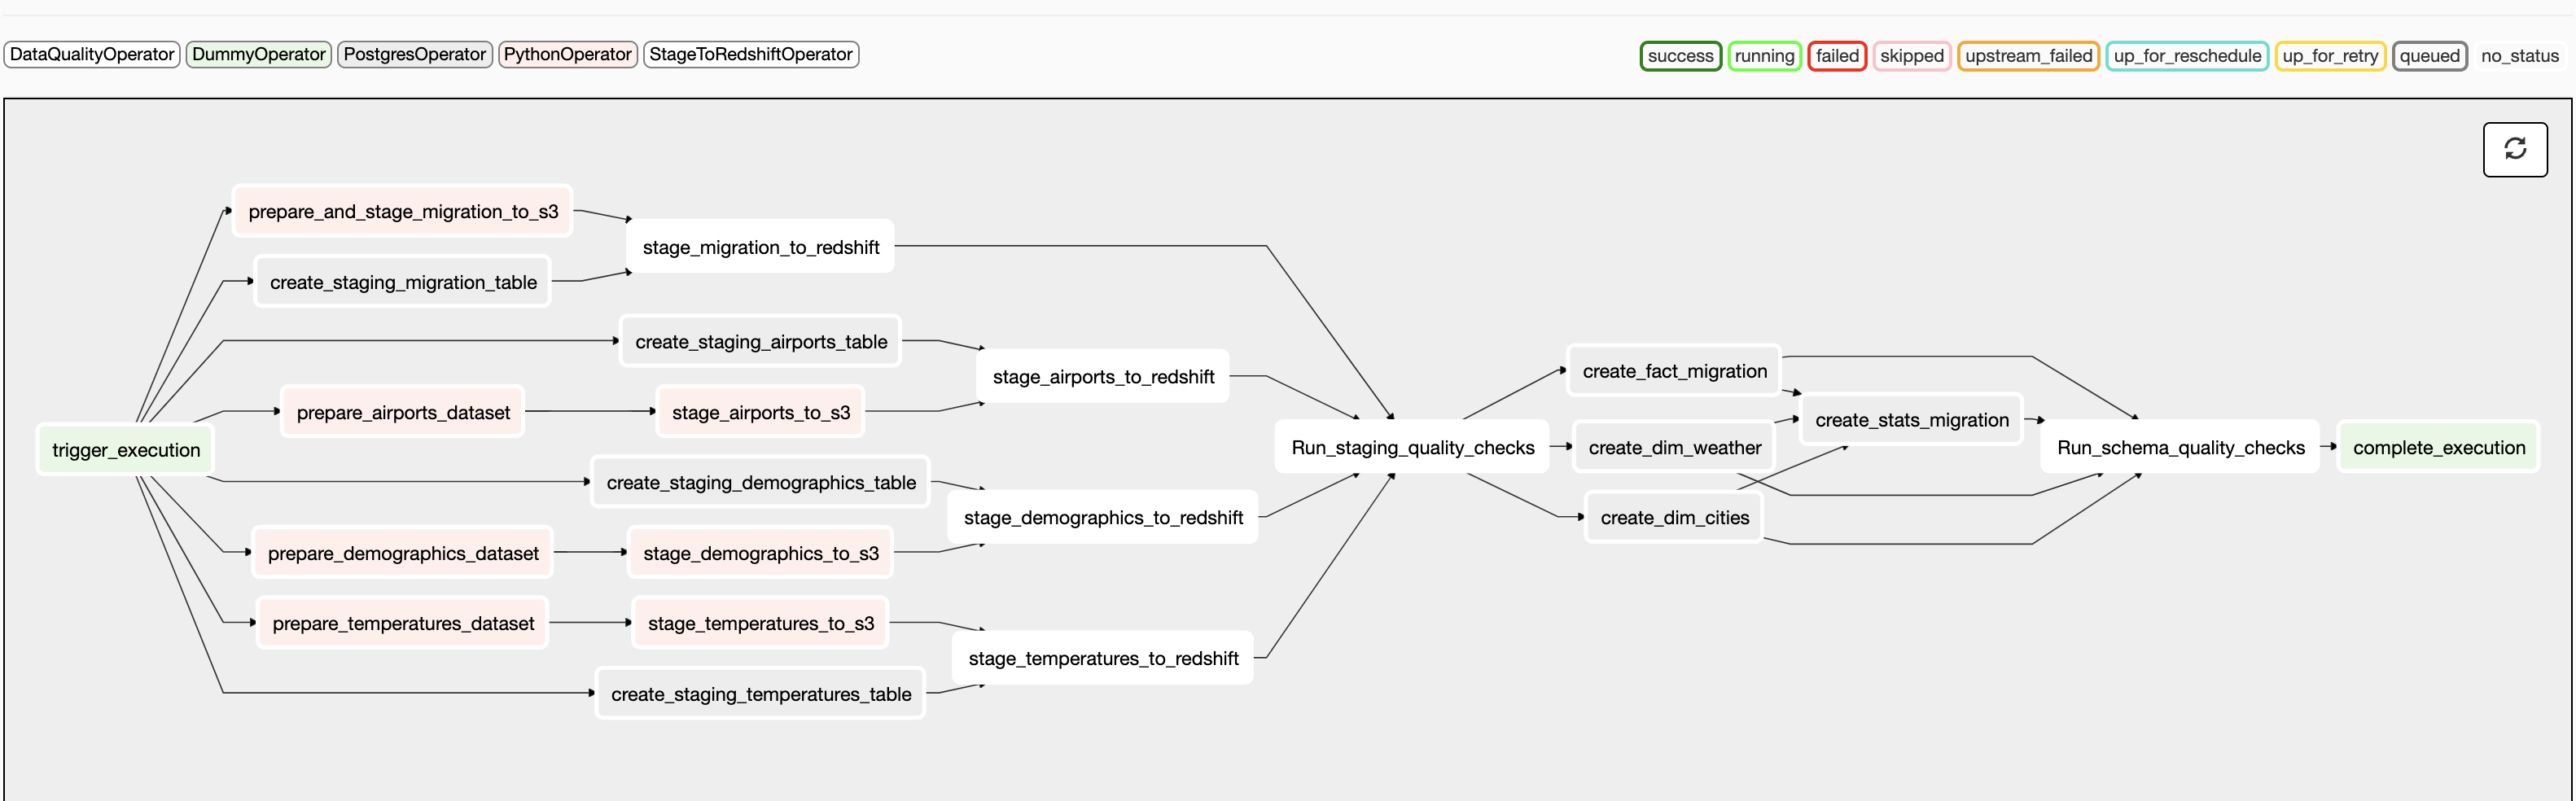 DataQualityOperator DummyOperator PostgresOperator PythonOperator StageToRedshiftOperator
success running failed skipped upstream_failed up_for_reschedule up_for_retry queued no_status
prepare_and_stage_migration_to_s3
stage_migration_to_redshift
create_staging_migration_table
create_staging_airports_table
stage_airports_to_redshift
prepare_airports_dataset
stage_airports_to_s3
trigger_execution
create_staging_demographics_table
stage_demographics_to_redshift
prepare_demographics_dataset
stage_demographics_to_s3
prepare_temperatures_dataset
stage_temperatures_to_s3
stage_temperatures_to_redshift
create_staging_temperatures_table
Run_staging_quality_checks
create_fact_migration
create_dim_weather
create_dim_cities
create_stats_migration
Run_schema_quality_checks
complete_execution